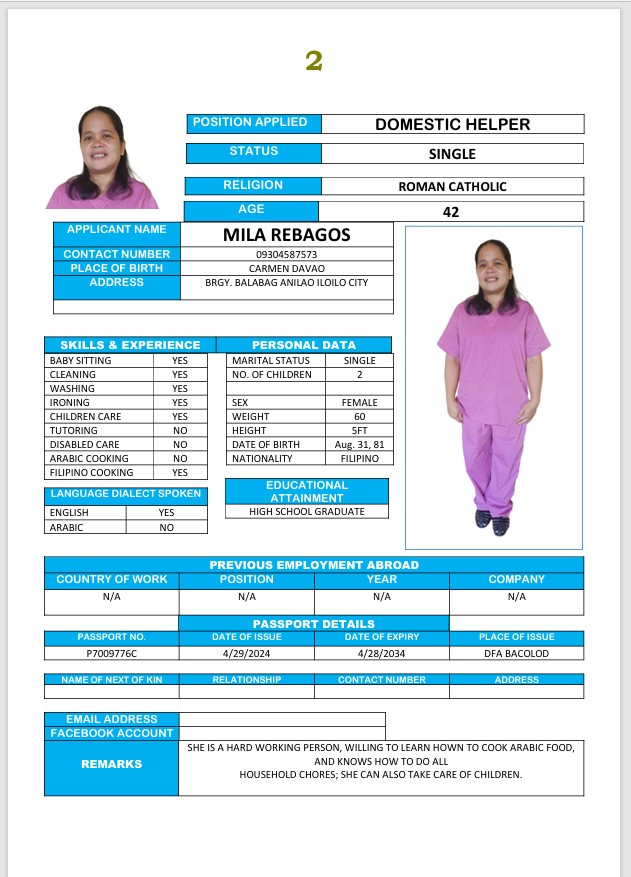 2
POSITION APPLIED DOMESTIC HELPER
STATUS SINGLE
RELIGION ROMAN CATHOLIC
AGE 42
APPLICANT NAME MILA REBAGOS
CONTACT NUMBER 09304587573
PLACE OF BIRTH CARMEN DAVAO
ADDRESS BRGY. BALABAG ANILAO ILOILO CITY
SKILLS & EXPERIENCE PERSONAL DATA
BABY SITTING YES MARITAL STATUS SINGLE
CLEANING YES NO. OF CHILDREN 2
WASHING YES
IRONING YES SEX FEMALE
CHILDREN CARE YES WEIGHT 60
TUTORING NO HEIGHT 5FT
DISABLED CARE NO DATE OF BIRTH Aug. 31, 81
ARABIC COOKING NO NATIONALITY FILIPINO
FILIPINO COOKING YES
EDUCATIONAL
ATTAINMENT
LANGUAGE DIALECT SPOKEN
ENGLISH YES HIGH SCHOOL GRADUATE
ARABIC NO
PREVIOUS EMPLOYMENT ABROAD
COUNTRY OF WORK POSITION YEAR COMPANY
N/A N/A N/A N/A
PASSPORT DETAILS
PASSPORT NO. DATE OF ISSUE DATE OF EXPIRY PLACE OF ISSUE
P7009776C 4/29/2024 4/28/2034 DFA BACOLOD
NAME OF NEXT OF KIN RELATIONSHIP CONTACT NUMBER ADDRESS
EMAIL ADDRESS
FACEBOOK ACCOUNT
REMARKS
SHE IS A HARD WORKING PERSON, WILLING TO LEARN HOWN TO COOK ARABIC FOOD,
AND KNOWS HOW TO DO ALL
HOUSEHOLD CHORES; SHE CAN ALSO TAKE CARE OF CHILDREN.